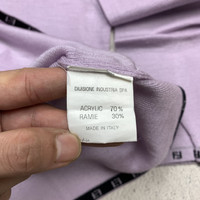 DIVISIONE INDUSTRIA SPA
ACRYLIC 70%
RAMIE 30%
MADE IN ITALY